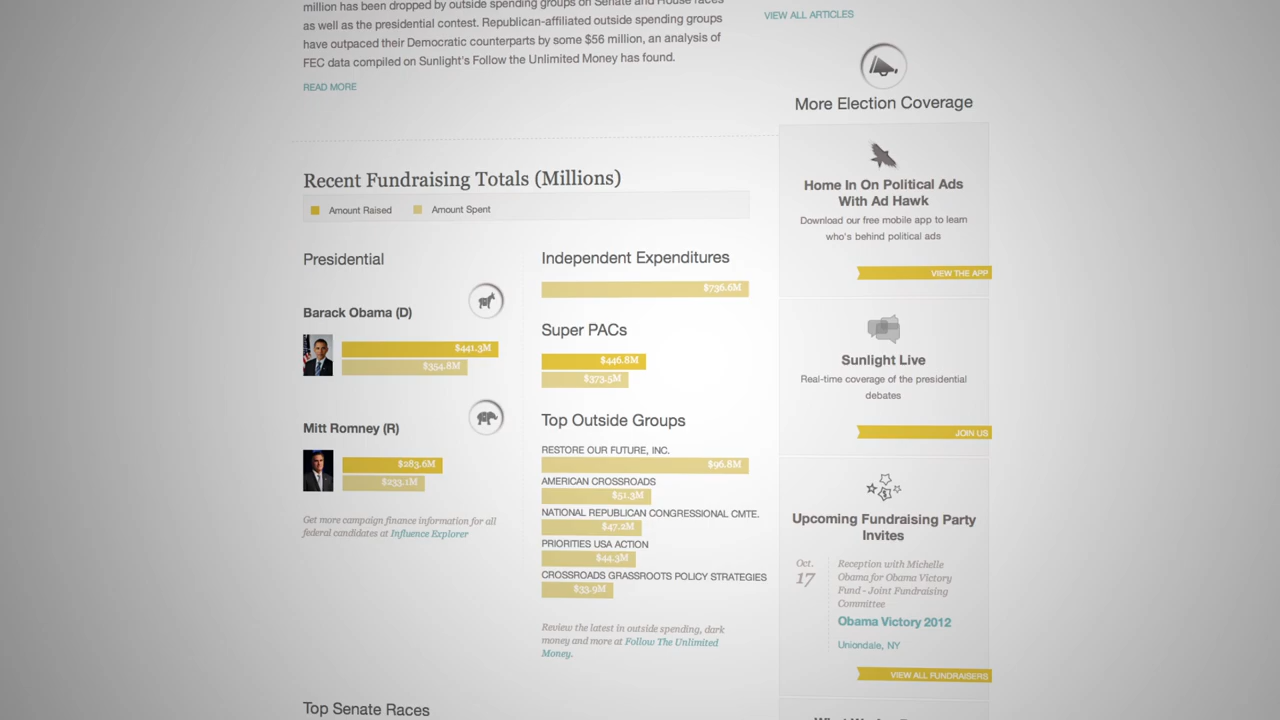 million has been dropped by outside spending groups on Senate and House races
as well as the presidential contest. Republican-affiliated outside spending groups
have outpaced their Democratic counterparts by some $56 million, an analysis of
FEC data compiled on Sunlight's Follow the Unlimited Money has found.
READ MORE
Recent Fundraising Totals (Millions)
Amount Raised
Amount Spent
Presidential
Barack Obama (D)
$441.3M
$354.8M
Mitt Romney (R)
$283.6M
$233.1M
Get more campaign finance information for all
federal candidates at Influence Explorer
Independent Expenditures
$736.6M
Super PACs
$446.8M
$373.5M
Top Outside Groups
RESTORE OUR FUTURE, INC.
$96.8M
AMERICAN CROSSROADS
$51.3M
NATIONAL REPUBLICAN CONGRESSIONAL CMTE.
$47.2M
PRIORITIES USA ACTION
$44.3M
CROSSROADS GRASSROOTS POLICY STRATEGIES
$33.9M
Review the latest in outside spending, dark
money and more at Follow The Unlimited
Money.
Top Senate Races
VIEW ALL ARTICLES
More Election Coverage
Home In On Political Ads
With Ad Hawk
Download our free mobile app to learn
who's behind political ads
VIEW THE APP
Sunlight Live
Real-time coverage of the presidential
debates
JOIN US
Upcoming Fundraising Party
Invites
Oct.
17
Reception with Michelle
Obama for Obama Victory
Fund - Joint Fundraising
Committee
Obama Victory 2012
Uniondale, NY
VIEW ALL FUNDRAISERS